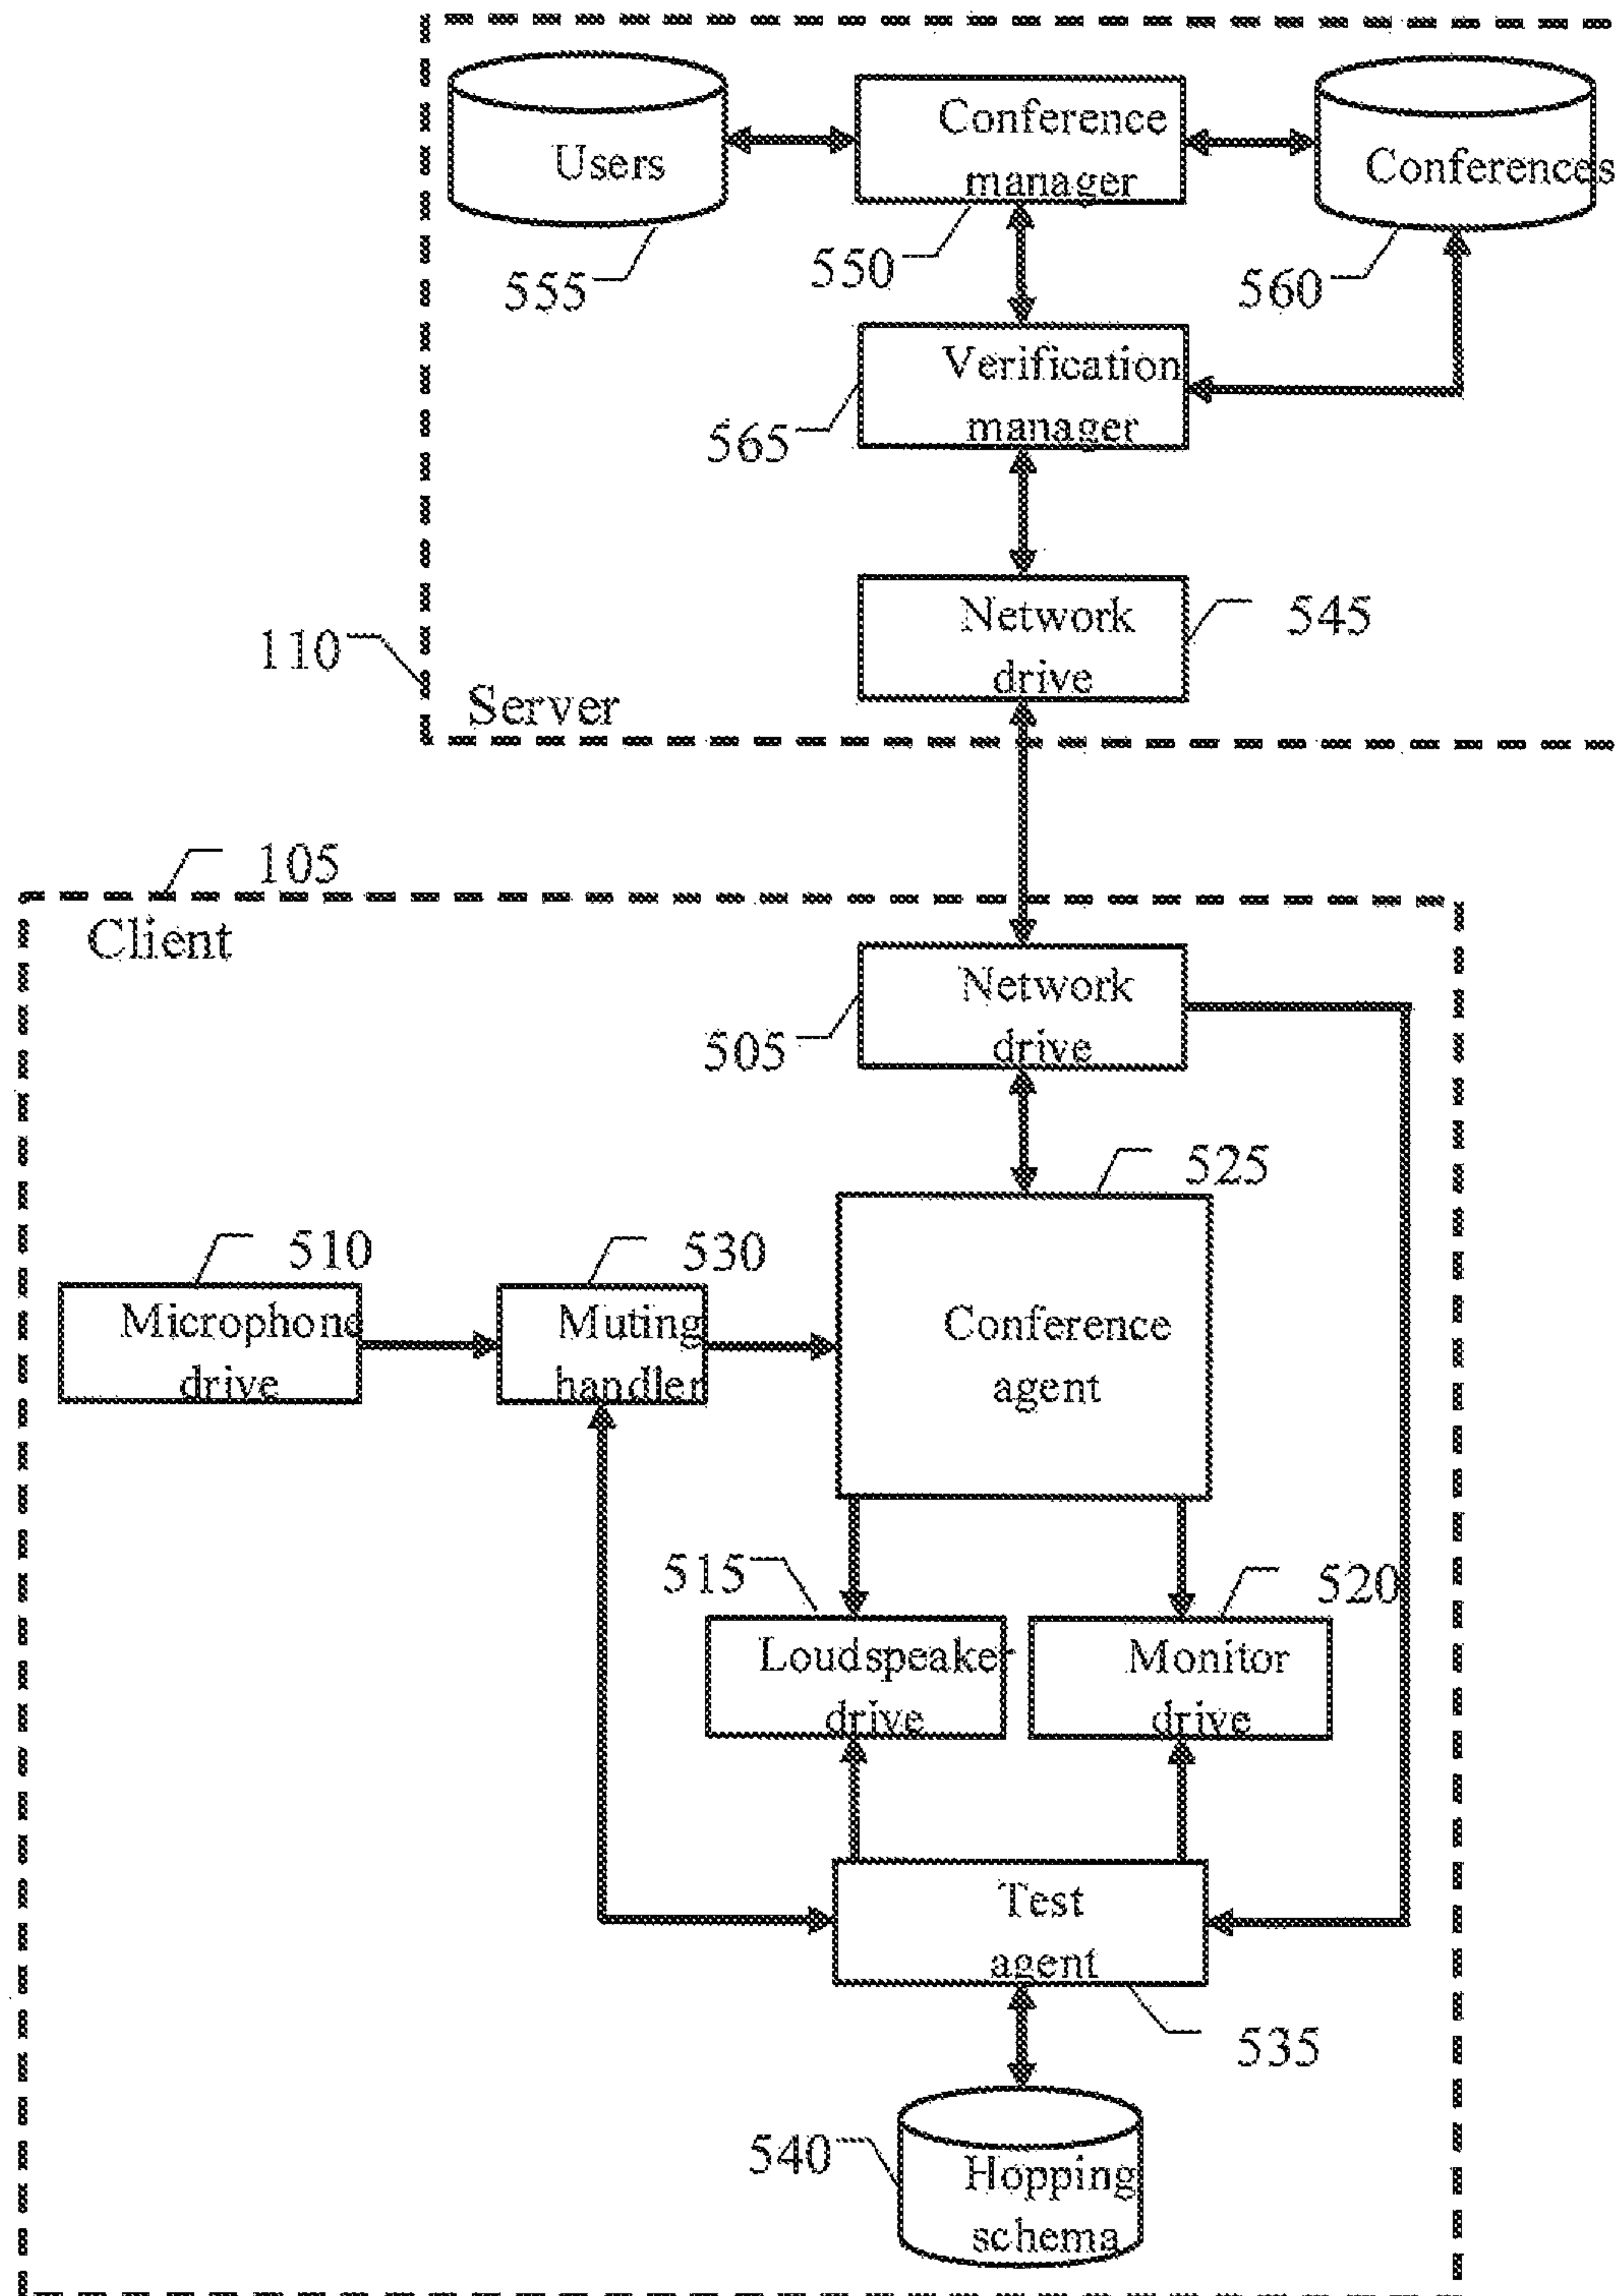 Users
Conference
manager
Conferences
555
550
560
Verification
manager
565
Network
drive
545
110
Server
105
Client
Network
drive
505
525
510
530
Microphone
drive
Muting
handler
Conference
agent
515
520
Loudspeaker
drive
Monitor
drive
Test
agent
535
540
Hopping
schema